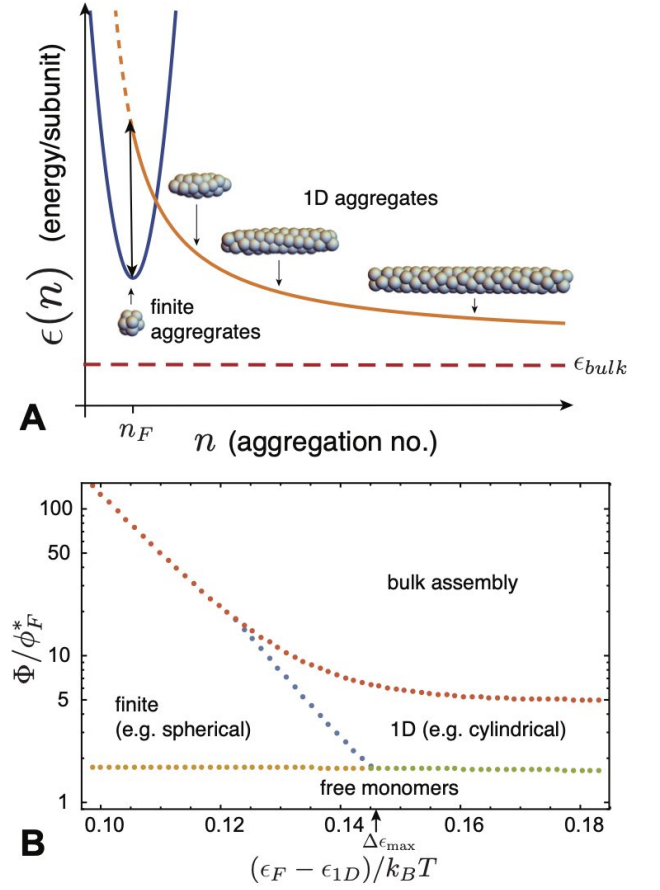 ϵ(n) (energy/subunit)
1D aggregates
finite
aggregrates
ϵ_bulk
A
n_F
n (aggregation no.)
Φ/ϕ*_F
100
50
10
5
1
bulk assembly
finite
(e.g. spherical)
1D (e.g. cylindrical)
free monomers
0.10
0.12
0.14
0.16
0.18
Δϵ_max
B
(ϵ_F − ϵ_1D)/k_BT